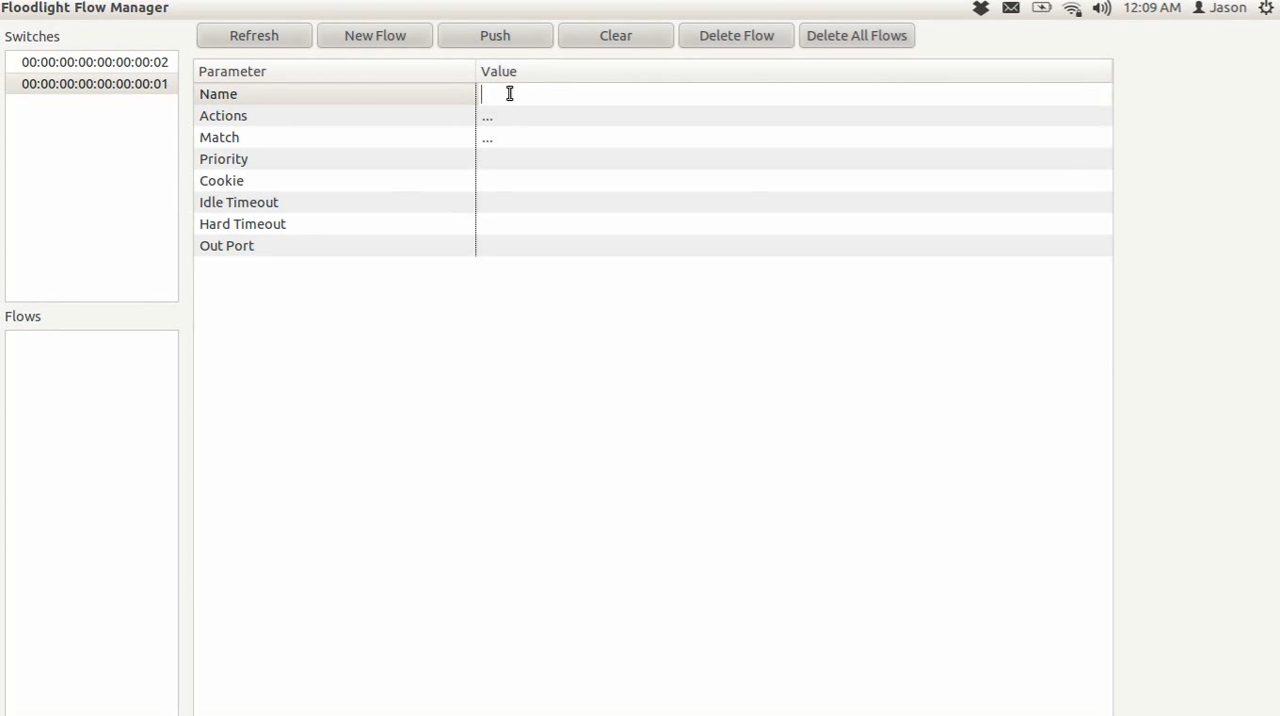 Floodlight Flow Manager
12:09 AM Jason
Switches
00:00:00:00:00:00:00:02
00:00:00:00:00:00:00:01
Flows
Refresh New Flow Push Clear Delete Flow Delete All Flows
Parameter Value
Name
Actions ...
Match ...
Priority
Cookie
Idle Timeout
Hard Timeout
Out Port